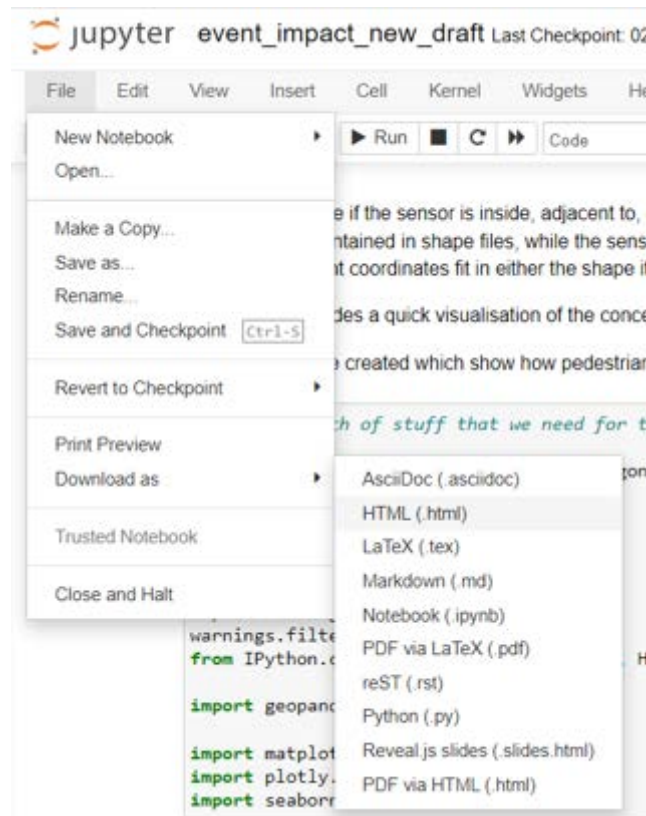 jupyter event_impact_new_draft Last Checkpoint: 02
File Edit View Insert Cell Kernel Widgets He
New Notebook
Run Code
Open...
e if the sensor is inside, adjacent to,
Make a Copy...
ntained in shape files, while the sens
Save as...
t coordinates fit in either the shape i
Rename...
des a quick visualisation of the conce
Save and Checkpoint Ctrl-S
created which show how pedestrian
Revert to Checkpoint
h of stuff that we need for t
Print Preview
Download as
gon
AsciiDoc (.asciidoc)
HTML (.html)
Trusted Notebook
LaTeX (.tex)
Markdown (.md)
Close and Halt
Notebook (.ipynb)
warnings.filte
PDF via LaTeX (.pdf)
from IPython.
H
reST (.rst)
import geopand
Python (.py)
import matplot
Reveal.js slides (.slides.html)
import plotly.
PDF via HTML (.html)
import seaborn